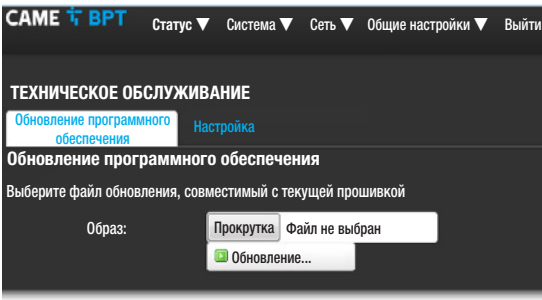 CAME BPT Статус ▼ Система ▼ Сеть ▼ Общие настройки ▼ Выйти
ТЕХНИЧЕСКОЕ ОБСЛУЖИВАНИЕ
Обновление программного
обеспечения
Настройка
Обновление программного обеспечения
Выберите файл обновления, совместимый с текущей прошивкой
Образ: Прокрутка Файл не выбран
Обновление...